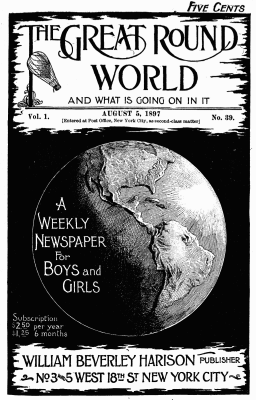 FIVE CENTS
THE GREAT ROUND
WORLD
AND WHAT IS GOING ON IN IT
Vol. 1. AUGUST 5, 1897 No. 39.
[Entered at Post Office, New York City, as second-class matter]
A
WEEKLY
NEWSPAPER
for
BOYS and
GIRLS
Subscription
$2.50 per year
$1.25 6 months
WILLIAM BEVERLEY HARISON PUBLISHER
No 3 & 5 WEST 18TH ST NEW YORK CITY